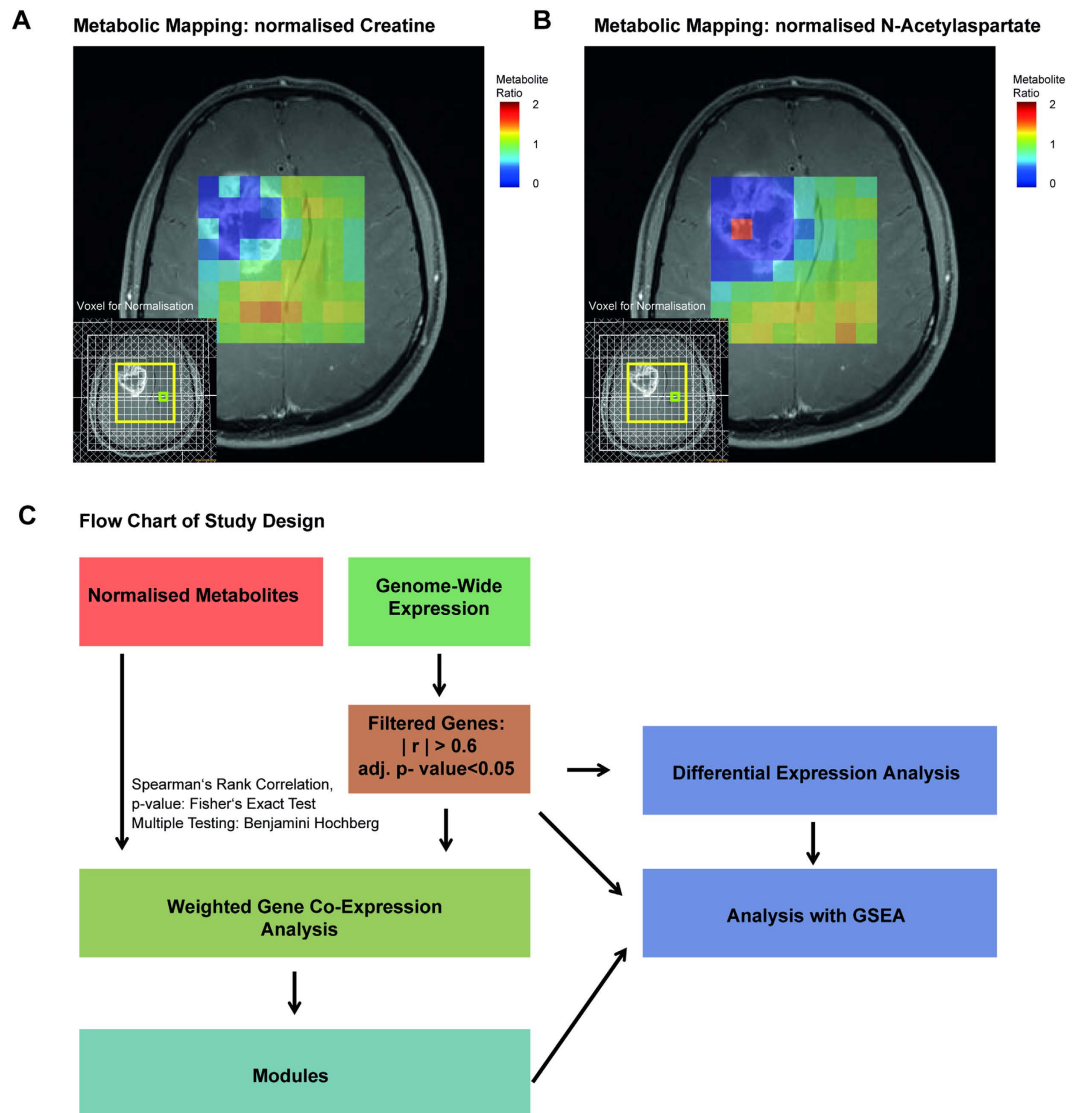 A
Metabolic Mapping: normalised Creatine
Metabolite
Ratio
2
1
0
Voxel for Normalisation
B
Metabolic Mapping: normalised N-Acetylaspartate
Metabolite
Ratio
2
1
0
Voxel for Normalisation
C
Flow Chart of Study Design
Normalised Metabolites
Genome-Wide
Expression
Filtered Genes:
| r | > 0.6
adj. p- value<0.05
Spearman‘s Rank Correlation,
p-value: Fisher‘s Exact Test
Multiple Testing: Benjamini Hochberg
Differential Expression Analysis
Weighted Gene Co-Expression
Analysis
Analysis with GSEA
Modules